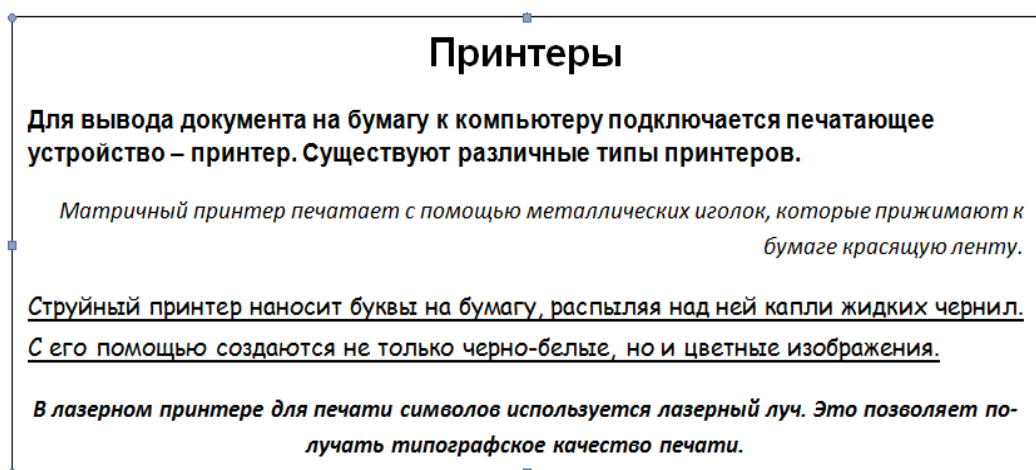 Принтеры
Для вывода документа на бумагу к компьютеру подключается печатающее
устройство – принтер. Существуют различные типы принтеров.
Матричный принтер печатает с помощью металлических иголок, которые прижимают к
бумаге красящую ленту.
Струйный принтер наносит буквы на бумагу, распыляя над ней капли жидких чернил.
С его помощью создаются не только черно-белые, но и цветные изображения.
В лазерном принтере для печати символов используется лазерный луч. Это позволяет по-
лучать типографское качество печати.